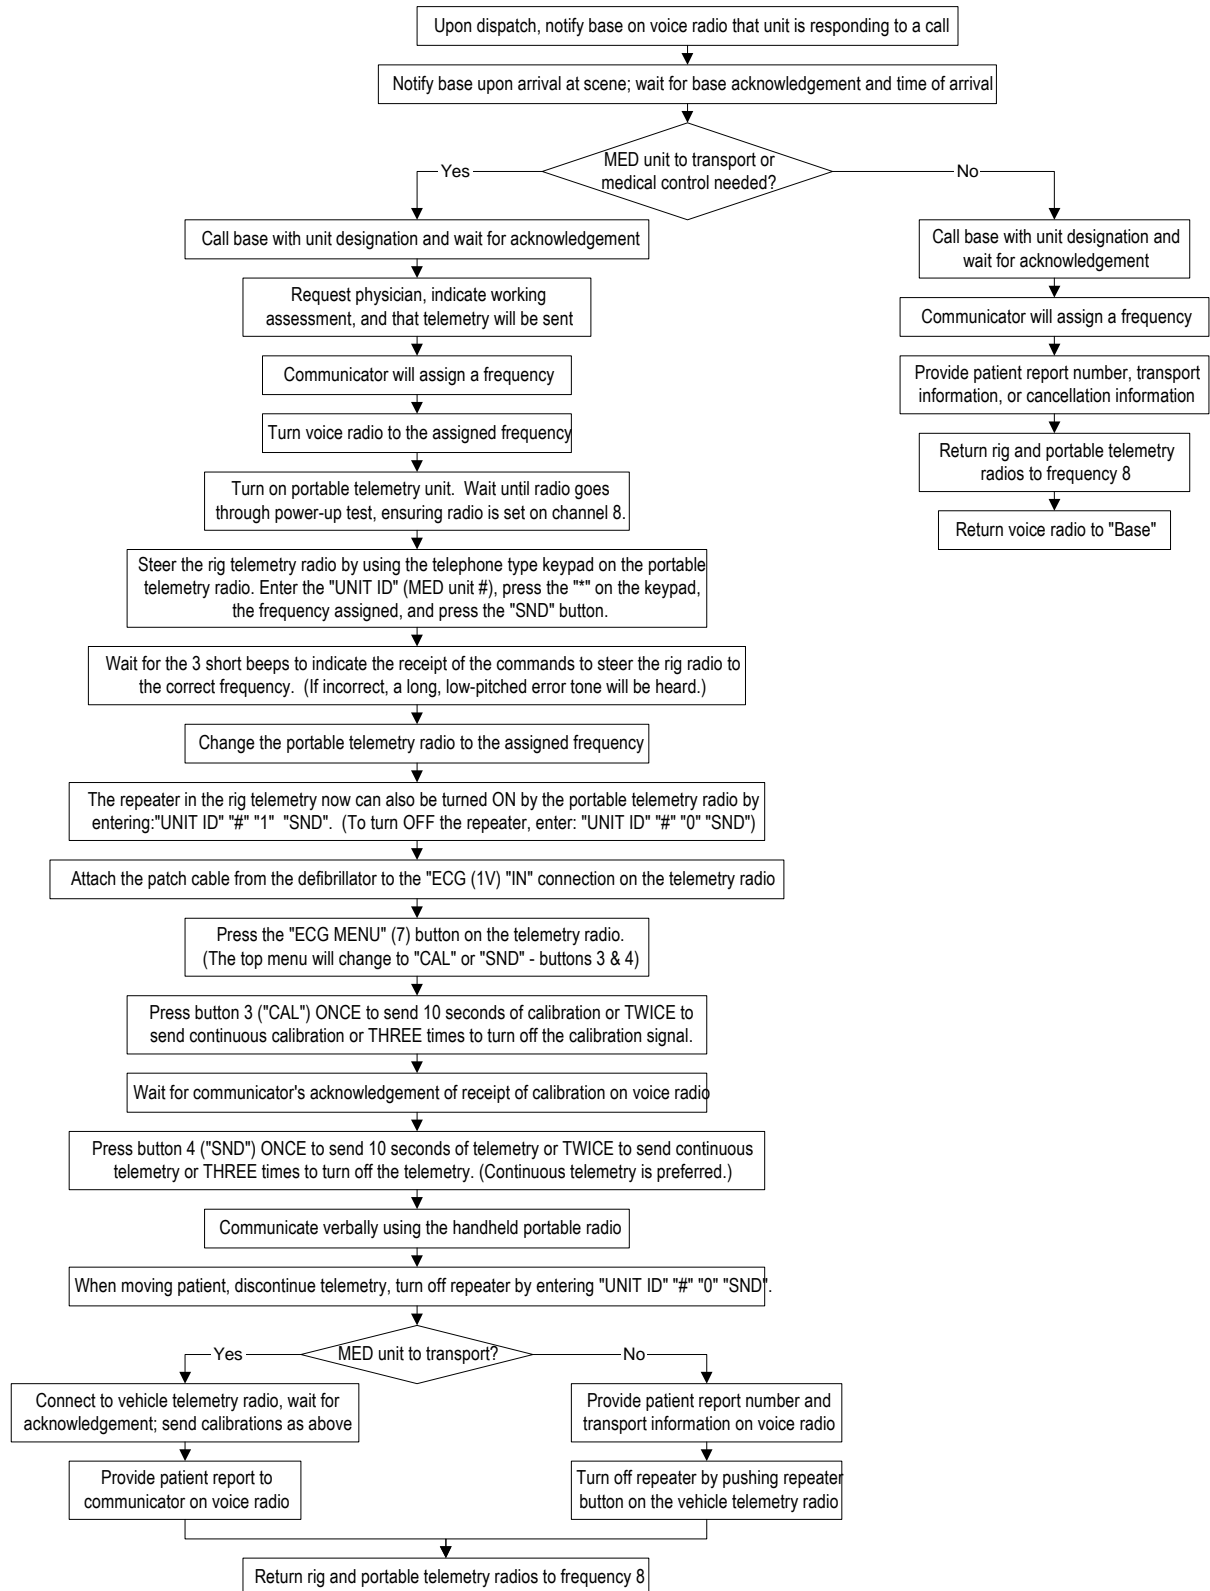 Upon dispatch, notify base on voice radio that unit is responding to a call
Notify base upon arrival at scene; wait for base acknowledgement and time of arrival
MED unit to transport or
medical control needed?
Yes
No
Call base with unit designation and wait for acknowledgement
Request physician, indicate working
assessment, and that telemetry will be sent
Communicator will assign a frequency
Turn voice radio to the assigned frequency
Turn on portable telemetry unit.  Wait until radio goes
through power-up test, ensuring radio is set on channel 8.
Steer the rig telemetry radio by using the telephone type keypad on the portable
telemetry radio. Enter the "UNIT ID" (MED unit #), press the "*" on the keypad,
the frequency assigned, and press the "SND" button.
Wait for the 3 short beeps to indicate the receipt of the commands to steer the rig radio to
the correct frequency.  (If incorrect, a long, low-pitched error tone will be heard.)
Change the portable telemetry radio to the assigned frequency
The repeater in the rig telemetry now can also be turned ON by the portable telemetry radio by
entering:"UNIT ID" "#" "1"  "SND".  (To turn OFF the repeater, enter: "UNIT ID" "#" "0" "SND")
Attach the patch cable from the defibrillator to the "ECG (1V) "IN" connection on the telemetry radio
Press the "ECG MENU" (7) button on the telemetry radio.
(The top menu will change to "CAL" or "SND" - buttons 3 & 4)
Press button 3 ("CAL") ONCE to send 10 seconds of calibration or TWICE to
send continuous calibration or THREE times to turn off the calibration signal.
Wait for communicator's acknowledgement of receipt of calibration on voice radio
Press button 4 ("SND") ONCE to send 10 seconds of telemetry or TWICE to send continuous
telemetry or THREE times to turn off the telemetry. (Continuous telemetry is preferred.)
Communicate verbally using the handheld portable radio
When moving patient, discontinue telemetry, turn off repeater by entering "UNIT ID" "#" "0" "SND".
MED unit to transport?
Yes
No
Connect to vehicle telemetry radio, wait for
acknowledgement; send calibrations as above
Provide patient report to
communicator on voice radio
Provide patient report number and
transport information on voice radio
Turn off repeater by pushing repeater
button on the vehicle telemetry radio
Return rig and portable telemetry radios to frequency 8
Call base with unit designation and
wait for acknowledgement
Communicator will assign a frequency
Provide patient report number, transport
information, or cancellation information
Return rig and portable telemetry
radios to frequency 8
Return voice radio to "Base"